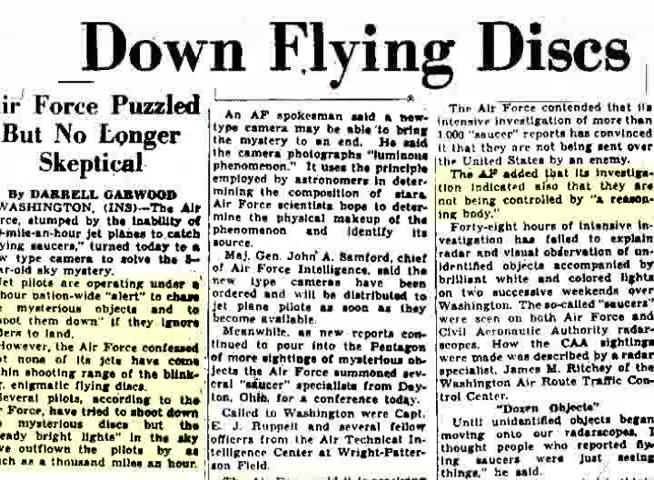 Down Flying Discs
ir Force Puzzled
But No Longer
Skeptical
By DARRELL GARWOOD
WASHINGTON, (INS)—The Air
rce, stumped by the inability of
-mile-an-hour jet planes to catch
ying saucers," turned today to a
w type camera to solve the
ar-old sky mystery.
et pilots are operating under a
hour nation-wide "alert" to chase
mysterious objects and to
oot them down" if they ignore
ers to land.
However, the Air Force confessed
t none of its jets have come
hin shooting range of the blink-
, enigmatic flying discs.
Several pilots, according to the
Force, have tried to shoot down
mysterious discs but the
eady bright lights" in the sky
ve outflown the pilots by as
ch as a thousand miles an hour.
An AF spokesman said a new-
type camera may be able to bring
the mystery to an end. He said
the camera photographs "luminous
phenomenon." It uses the principle
employed by astronomers in deter-
mining the composition of stars.
Air Force scientists hope to deter-
mine the physical makeup of the
phenomenon and identify its
source.
Maj. Gen. John A. Samford, chief
of Air Force Intelligence, said the
new type cameras have been
ordered and will be distributed to
jet plane pilots as soon as they
become available.
Meanwhile, as new reports con-
tinued to pour into the Pentagon
of more sightings of mysterious ob-
jects the Air Force summoned sev-
eral "saucer" specialists from Day-
ton, Ohio, for a conference today.
Called to Washington were Capt.
E. J. Ruppelt and several fellow
officers from the Air Technical In-
telligence Center at Wright-Patter-
son Field.
The Air Force contended that its
intensive investigation of more than
1,000 "saucer" reports has convinced
it that they are not being sent over
the United States by an enemy.
The AF added that its investiga-
tion indicated also that they are
not being controlled by "a reason-
ing body."
Forty-eight hours of intensive in-
vestigation has failed to explain
radar and visual observation of un-
identified objects accompanied by
brilliant white and colored lights
on two successive weekends over
Washington. The so-called "saucers"
were seen on both Air Force and
Civil Aeronautic Authority radar-
scopes. How the CAA sightings
were made was described by a radar
specialist, James M. Ritchey of the
Washington Air Route Traffic Con-
trol Center.
"Dozen Objects"
Until unidentified objects began
moving onto our radarscopes, I
thought people who reported fly-
ing saucers were just seeing
things," he said.